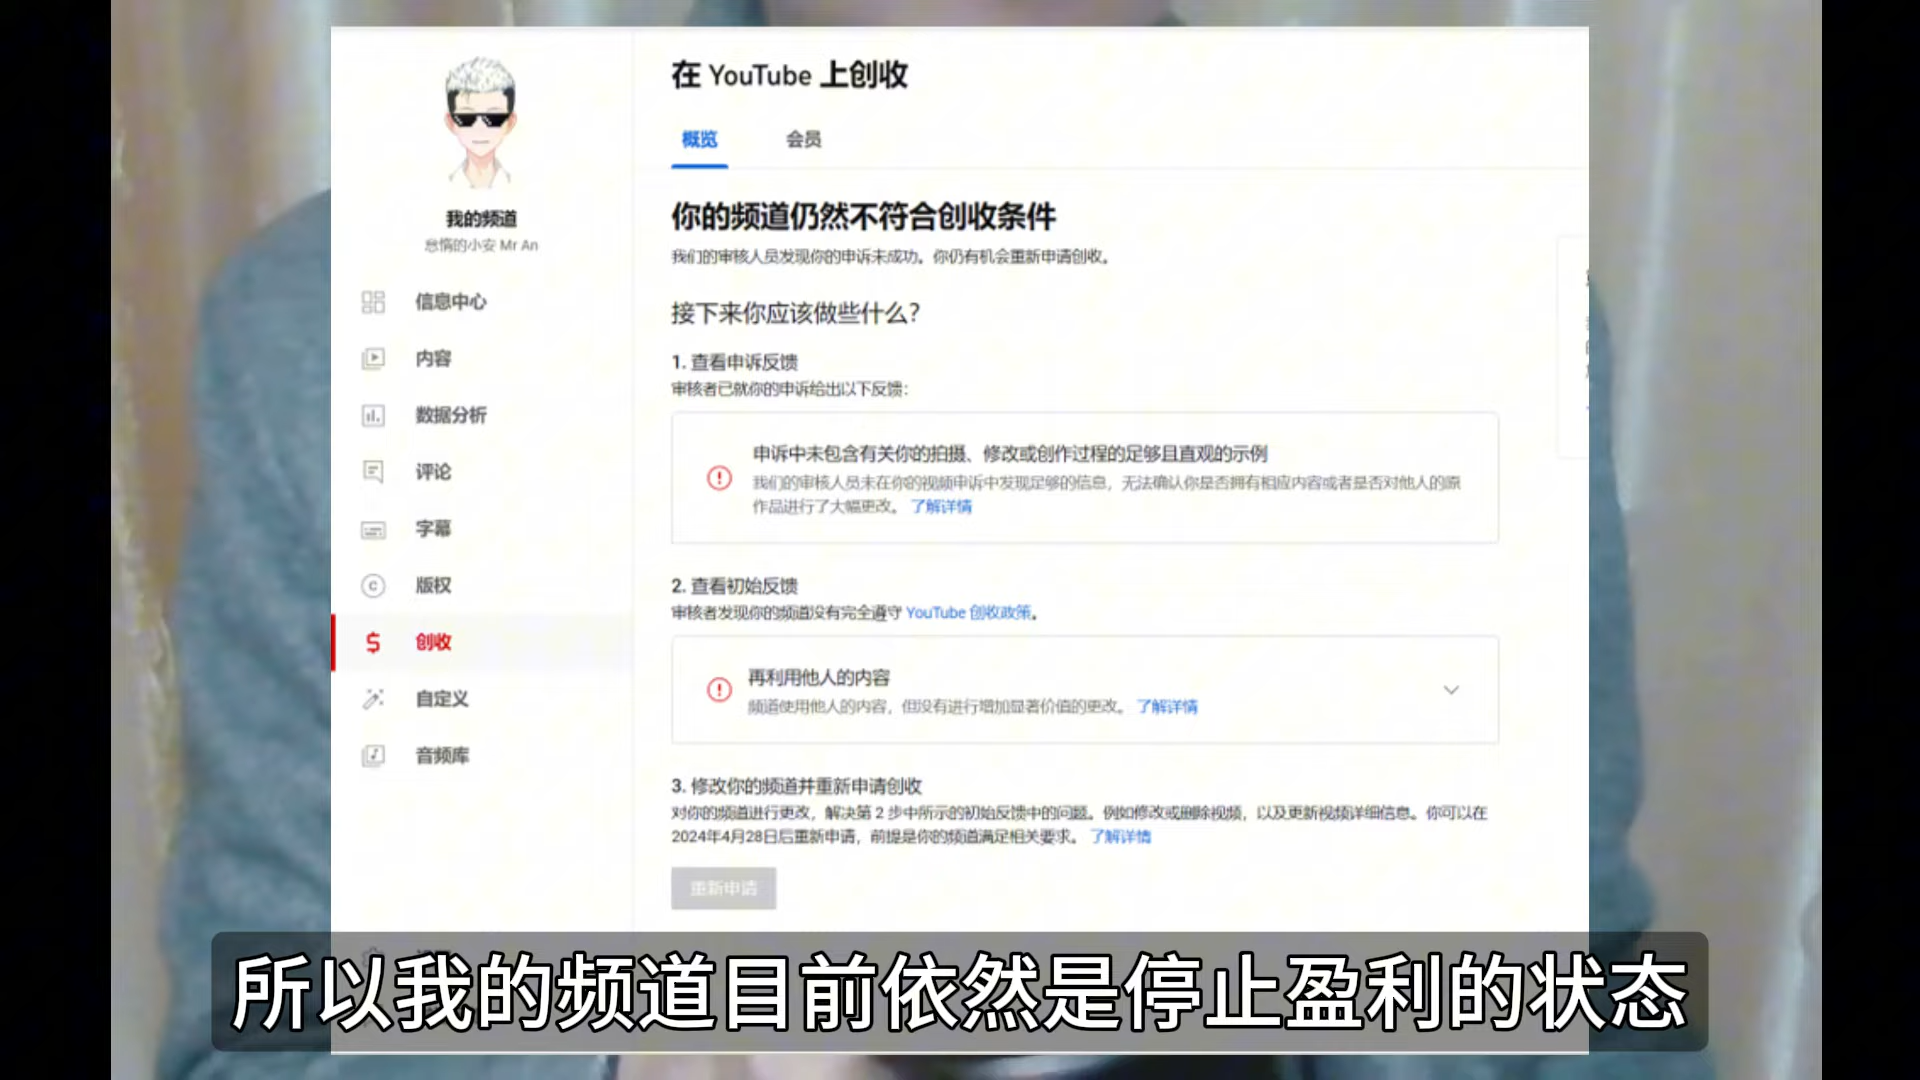 在 YouTube 上创收
概览
会员
我的频道
怠惰的小安 Mr An
信息中心
内容
数据分析
评论
字幕
版权
创收
自定义
音频库
你的频道仍然不符合创收条件
我们的审核人员发现你的申诉未成功。你仍有机会重新申请创收。
接下来你应该做些什么？
1. 查看申诉反馈
审核者已就你的申诉给出以下反馈：
申诉中未包含有关你的拍摄、修改或创作过程的足够且直观的示例
我们的审核人员未在你的视频申诉中发现足够的信息，无法确认你是否拥有相应内容或者是否对他人的原
作品进行了大幅更改。 了解详情
2. 查看初始反馈
审核者发现你的频道没有完全遵守 YouTube 创收政策。
再利用他人的内容
频道使用他人的内容，但没有进行增加显著价值的更改。 了解详情
3. 修改你的频道并重新申请创收
对你的频道进行更改，解决第 2 步中所示的初始反馈中的问题。例如修改或删除视频，以及更新视频详细信息。你可以在
2024年4月28日后重新申请，前提是你的频道满足相关要求。 了解详情
重新申请
所以我的频道目前依然是停止盈利的状态